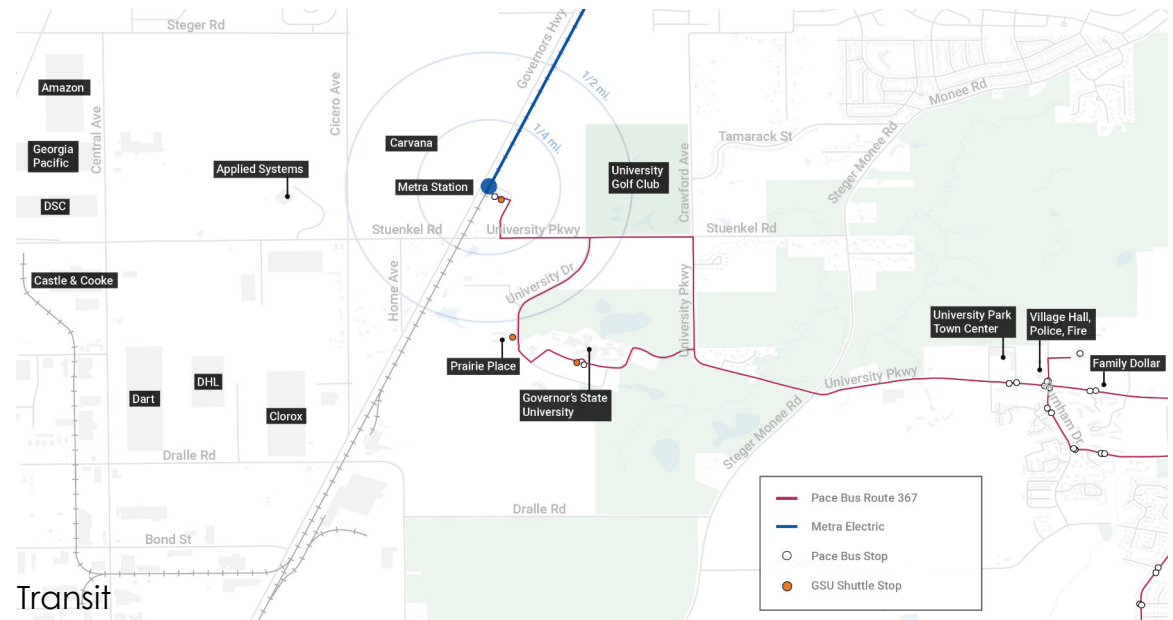 Steger Rd
Governors Hwy
1/2 mi.
Amazon
Central Ave
Cicero Ave
Monee Rd
1/4 mi.
Tamarack St
Carvana
Georgia
Pacific
Applied Systems
University
Golf Club
Crawford Ave
Steger Monee Rd
Metra Station
DSC
Stuenkel Rd
University Pkwy
Stuenkel Rd
Castle & Cooke
Home Ave
University Dr
University Pkwy
University Park
Town Center
Village Hall,
Police, Fire
Prairie Place
Family Dollar
DHL
University Pkwy
Dart
Governor's State
University
Clorox
Steger Monee Rd
Dralle Rd
Pace Bus Route 367
Dralle Rd
Metra Electric
Bond St
Pace Bus Stop
GSU Shuttle Stop
Transit